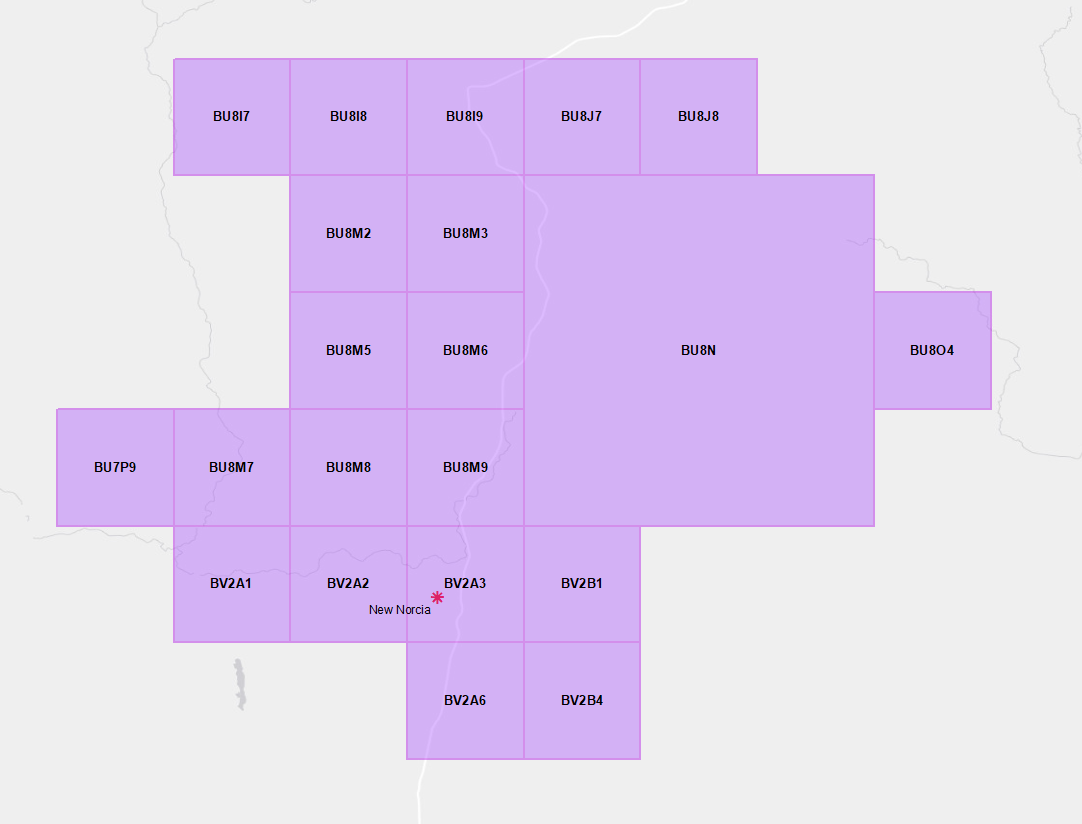 BU8I7 BU8I8 BU8I9 BU8J7 BU8J8
BU8M2 BU8M3
BU8M5 BU8M6 BU8N BU8O4
BU7P9 BU8M7 BU8M8 BU8M9
BV2A1 BV2A2 BV2A3 BV2B1
New Norcia
BV2A6 BV2B4